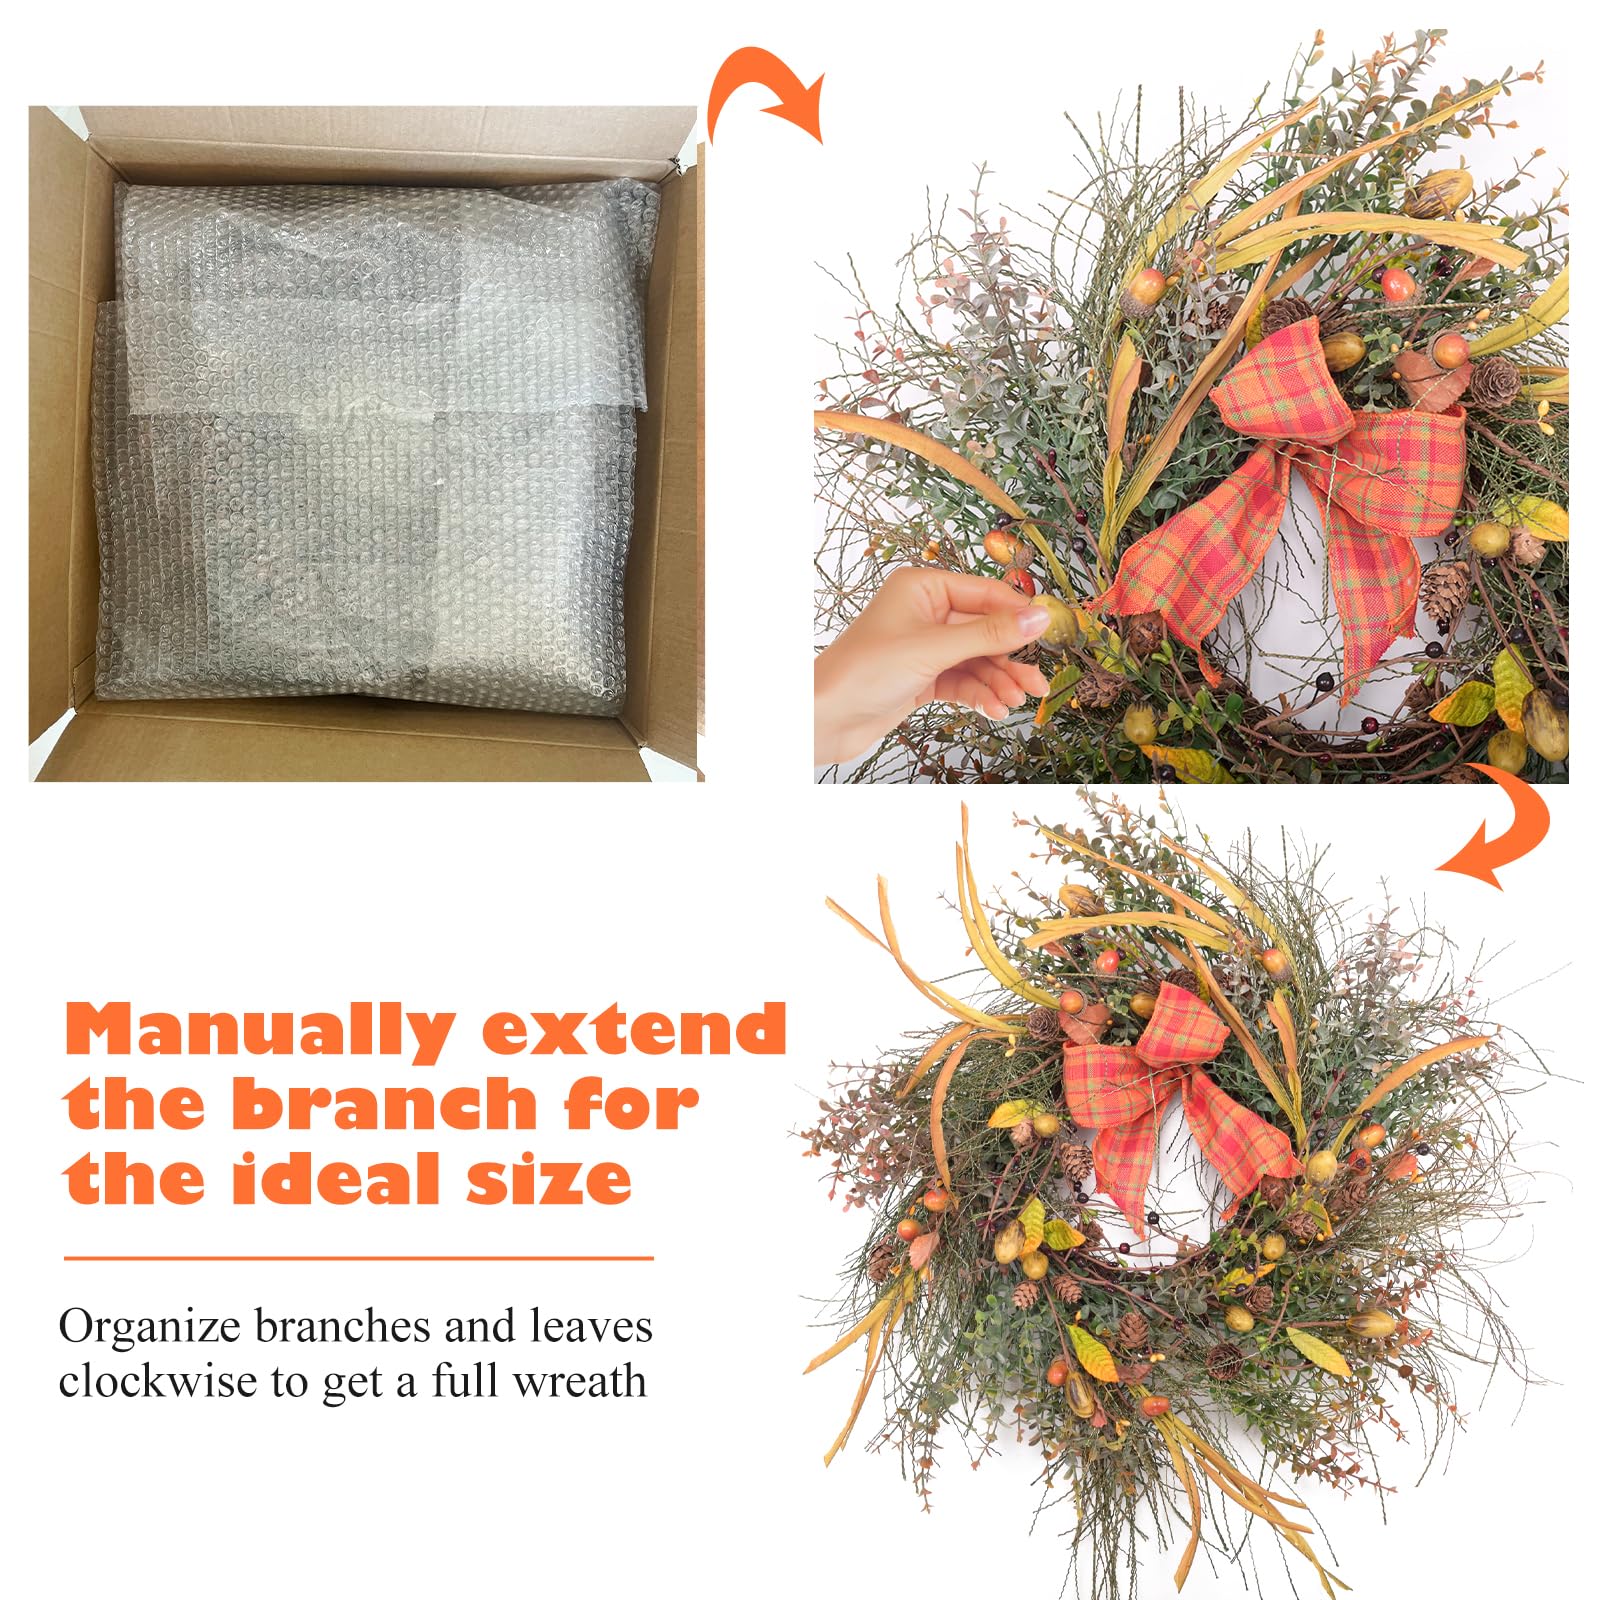 Manually extend
the branch for
the ideal size
Organize branches and leaves
clockwise to get a full wreath